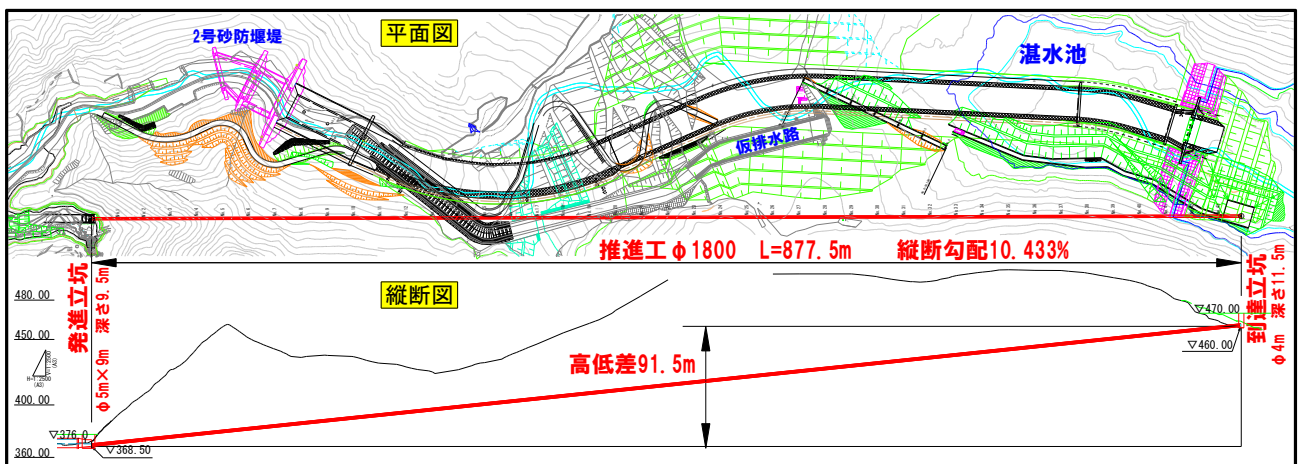 平面図
2号砂防堰堤
湛水池
仮排水路
推進工φ1800 L=877.5m 縦断勾配10.433%
縦断図
発進立坑
φ5m×9m 深さ9.5m
到達立坑
φ4m 深さ11.5m
高低差91.5m
480.00
450.00
400.00
360.00
▽376.0
▽368.50
▽470.00
▽460.00